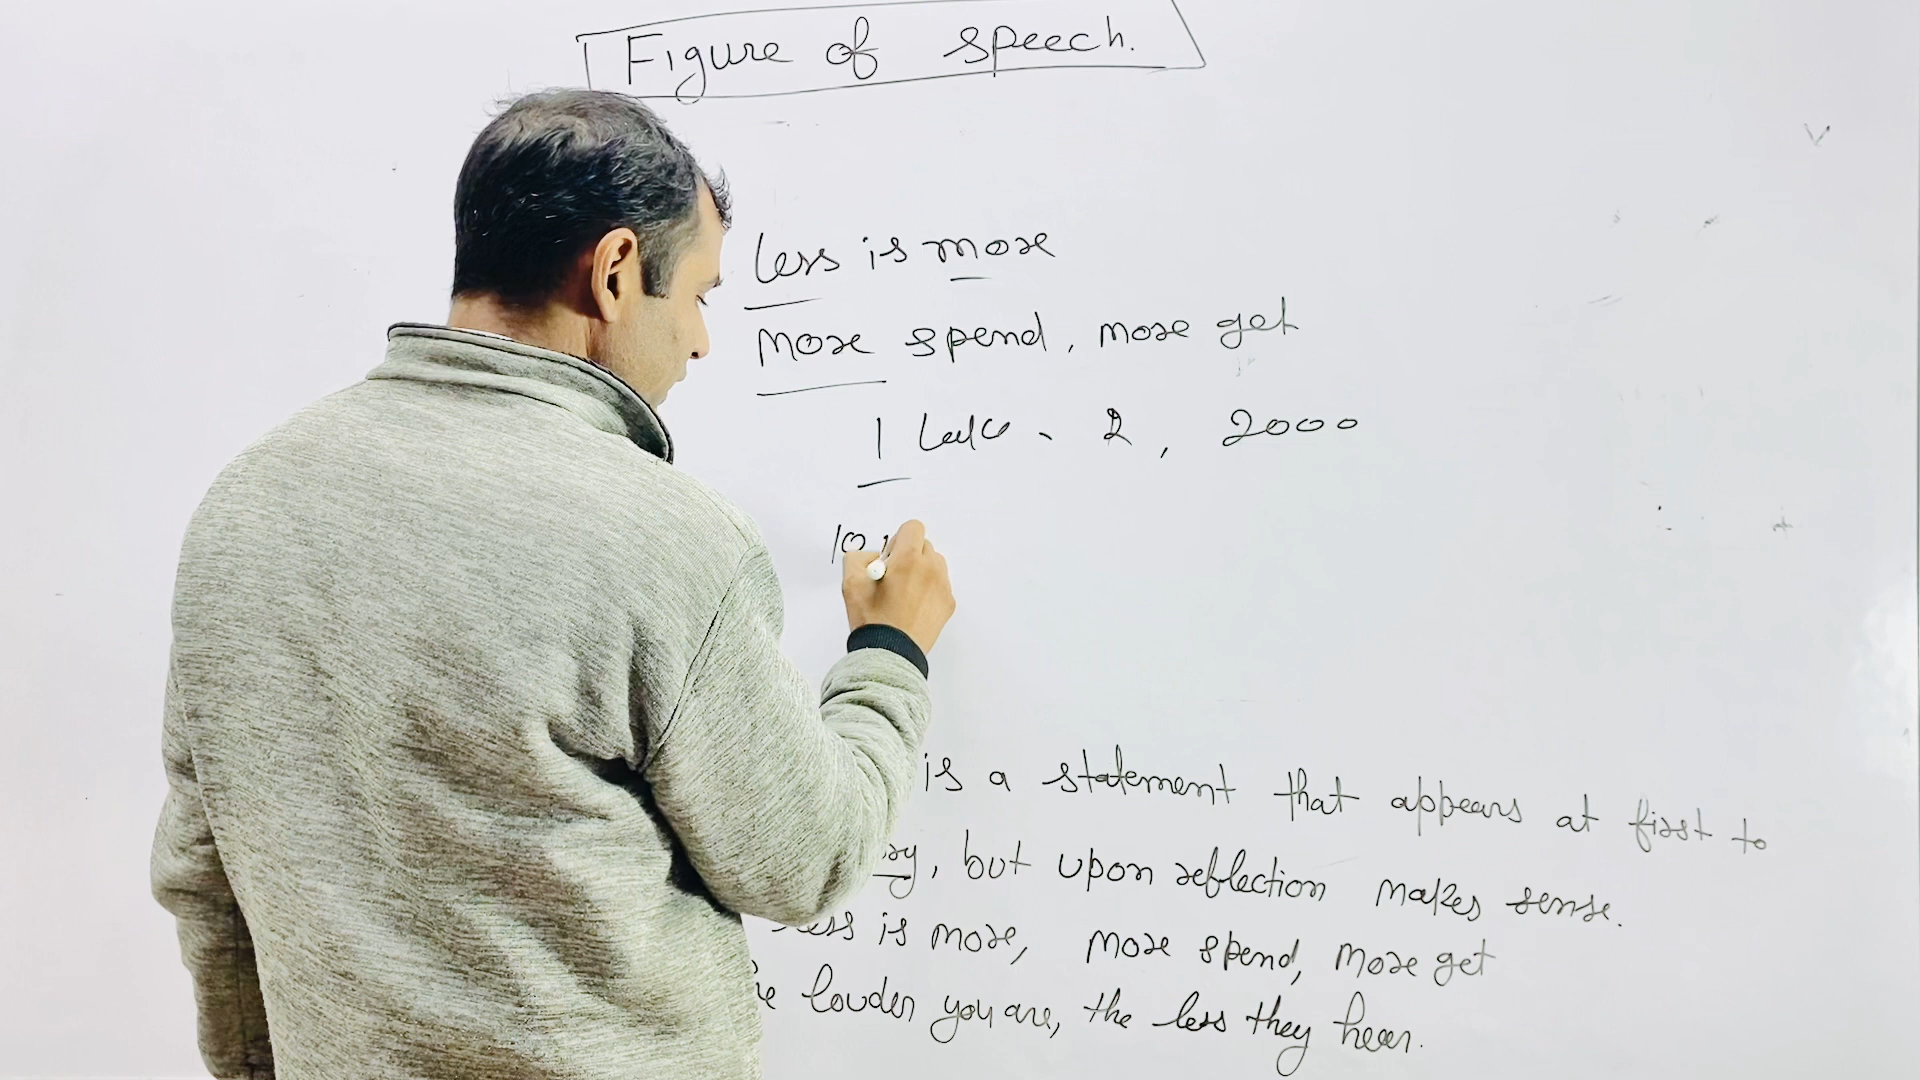 Figure of speech.
less is more
more spend, more get
1 2, 2000
10
is a statement that appears at first to
, but upon reflection makes sense.
less is more, more spend, more get
louder you are, the less they hear.